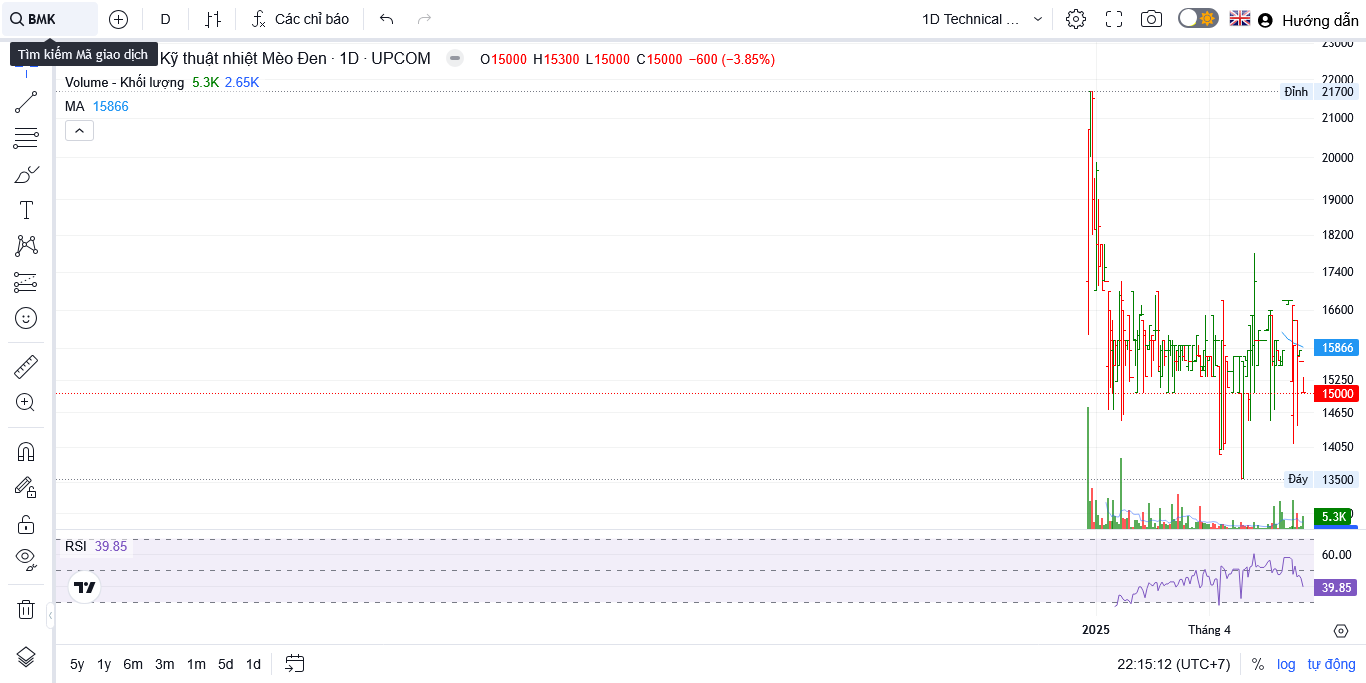 BMK
D
Các chỉ báo
1D Technical ...
Hướng dẫn
Tìm kiếm Mã giao dịch
Kỹ thuật nhiệt Mèo Đen · 1D · UPCOM
O15000 H15300 L15000 C15000 −600 (−3.85%)
Volume - Khối lượng 5.3K 2.65K
MA 15866
23000
22000
Đỉnh 21700
21000
20000
19000
18200
17400
16600
15866
15250
15000
14650
14050
Đáy 13500
5.3K
RSI 39.85
60.00
39.85
2025
Tháng 4
5y 1y 6m 3m 1m 5d 1d
22:15:12 (UTC+7)
%
log
tự động